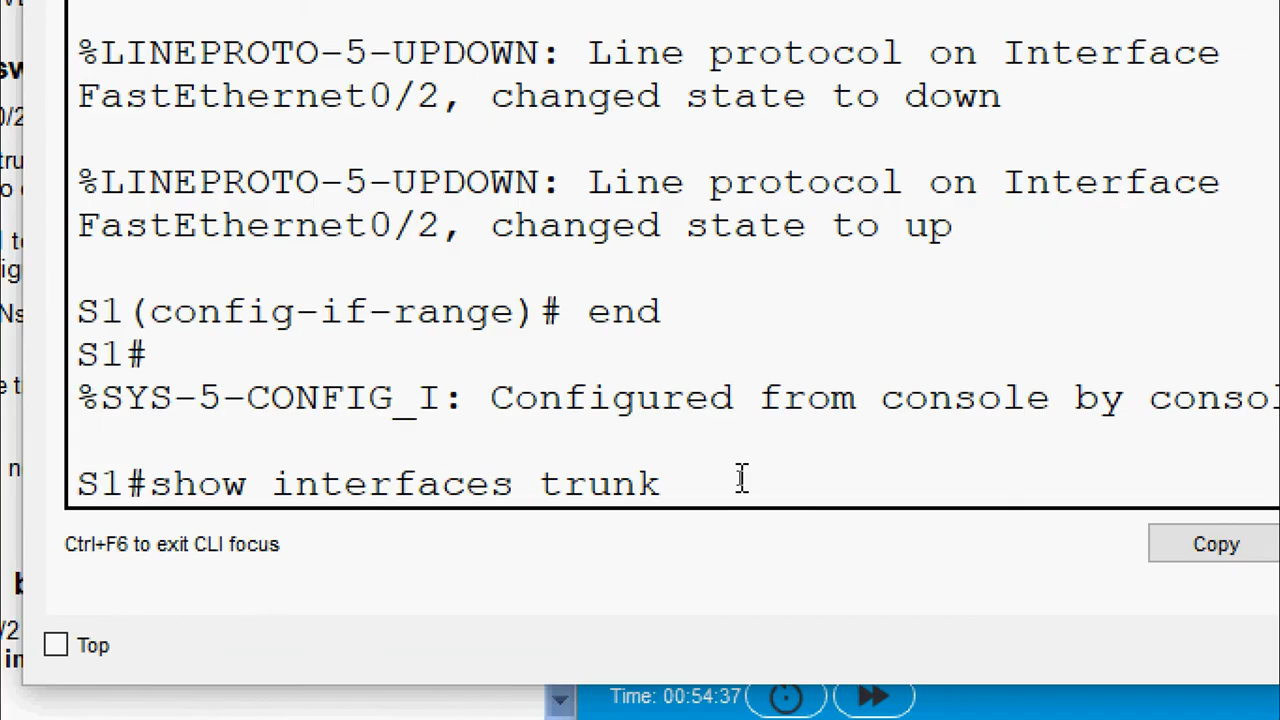 %LINEPROTO-5-UPDOWN: Line protocol on Interface
FastEthernet0/2, changed state to down
%LINEPROTO-5-UPDOWN: Line protocol on Interface
FastEthernet0/2, changed state to up
S1(config-if-range)# end
S1#
%SYS-5-CONFIG_I: Configured from console by consol
S1#show interfaces trunk
Ctrl+F6 to exit CLI focus
Copy
Top
Time: 00:54:37